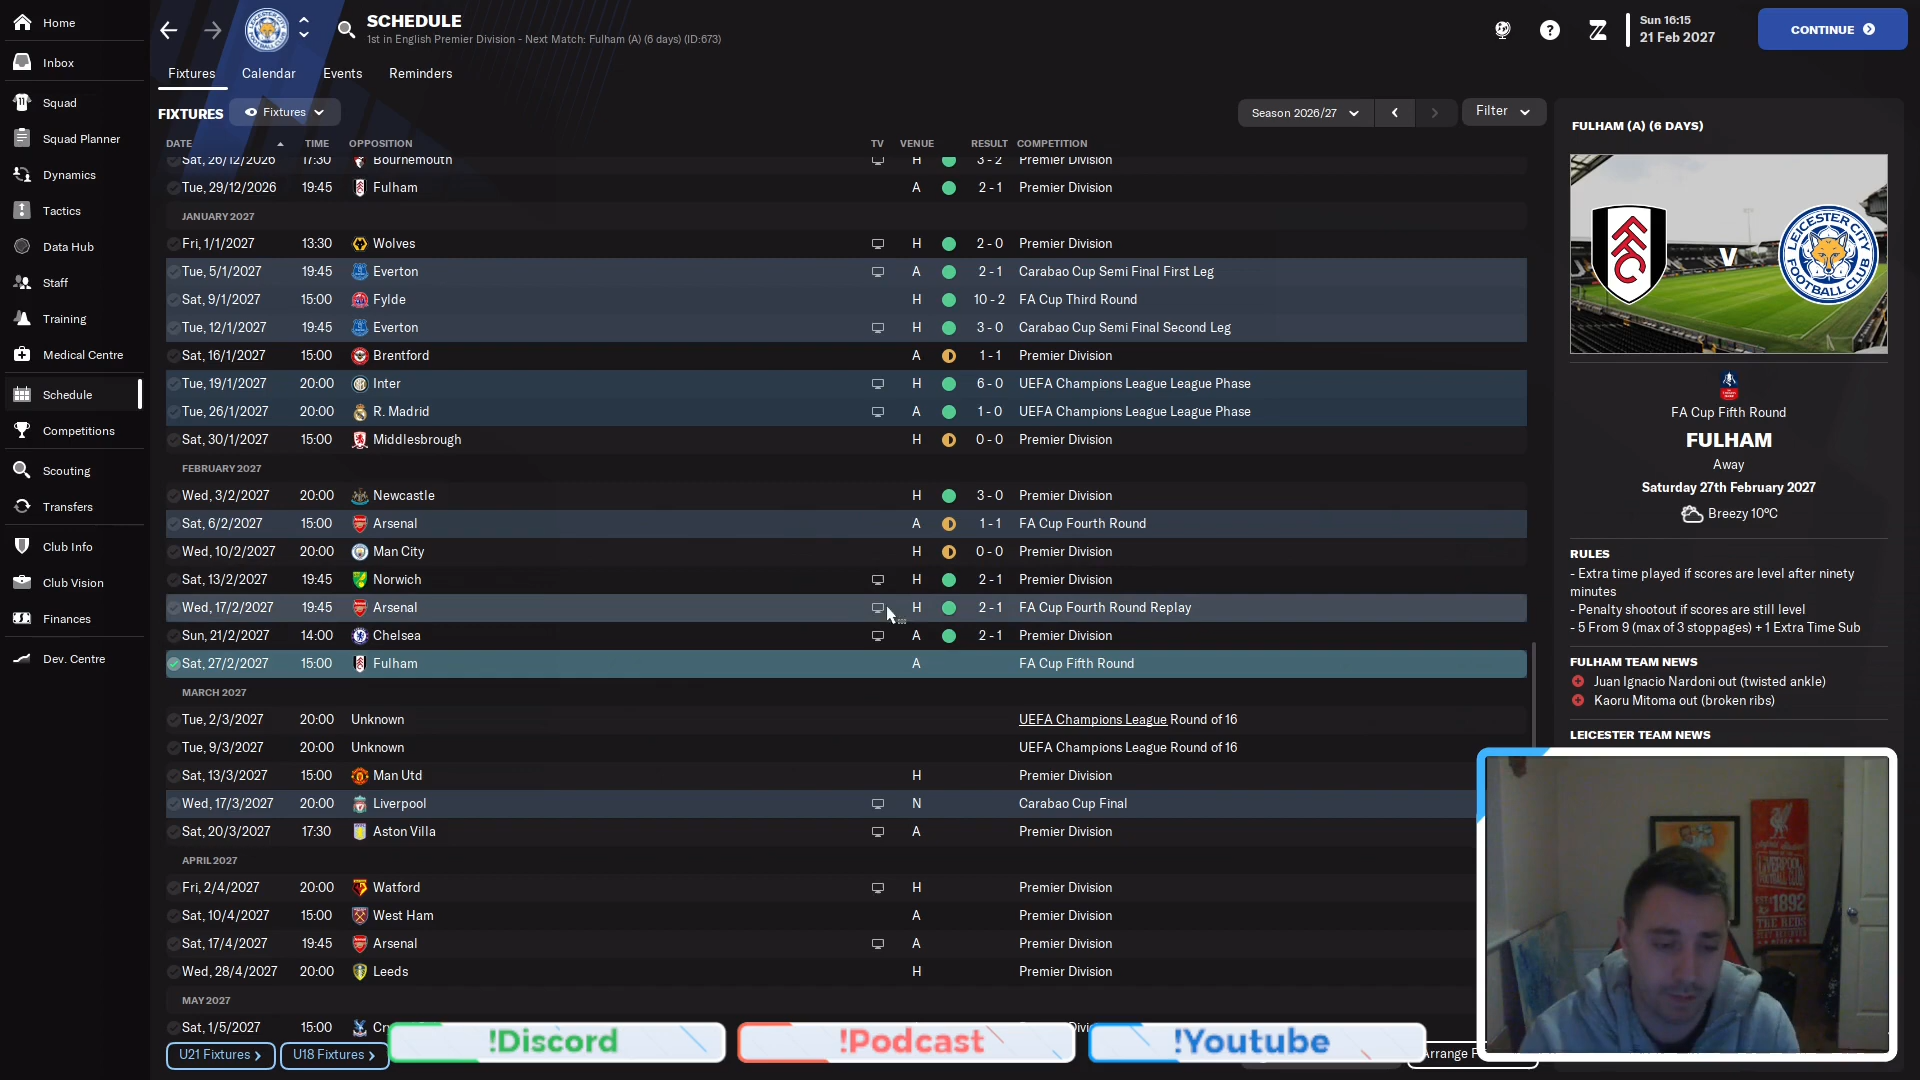 Home
Inbox
Squad
Squad Planner
Dynamics
Tactics
Data Hub
Staff
Training
Medical Centre
Schedule
Competitions
Scouting
Transfers
Club Info
Club Vision
Finances
Dev. Centre
SCHEDULE
1st in English Premier Division - Next Match: Fulham (A) (6 days) (ID:673)
Sun 16:15
21 Feb 2027
CONTINUE
Fixtures Calendar Events Reminders
FIXTURES Fixtures Season 2026/27 Filter
DATE TIME OPPOSITION TV VENUE RESULT COMPETITION
Sat, 26/12/2026 17:30 Bournemouth H 3 - 2 Premier Division
Tue, 29/12/2026 19:45 Fulham A 2 - 1 Premier Division
JANUARY 2027
Fri, 1/1/2027 13:30 Wolves H 2 - 0 Premier Division
Tue, 5/1/2027 19:45 Everton A 2 - 1 Carabao Cup Semi Final First Leg
Sat, 9/1/2027 15:00 Fylde H 10 - 2 FA Cup Third Round
Tue, 12/1/2027 19:45 Everton H 3 - 0 Carabao Cup Semi Final Second Leg
Sat, 16/1/2027 15:00 Brentford A 1 - 1 Premier Division
Tue, 19/1/2027 20:00 Inter H 6 - 0 UEFA Champions League League Phase
Tue, 26/1/2027 20:00 R. Madrid A 1 - 0 UEFA Champions League League Phase
Sat, 30/1/2027 15:00 Middlesbrough H 0 - 0 Premier Division
FEBRUARY 2027
Wed, 3/2/2027 20:00 Newcastle H 3 - 0 Premier Division
Sat, 6/2/2027 15:00 Arsenal A 1 - 1 FA Cup Fourth Round
Wed, 10/2/2027 20:00 Man City H 0 - 0 Premier Division
Sat, 13/2/2027 19:45 Norwich H 2 - 1 Premier Division
Wed, 17/2/2027 19:45 Arsenal H 2 - 1 FA Cup Fourth Round Replay
Sun, 21/2/2027 14:00 Chelsea A 2 - 1 Premier Division
Sat, 27/2/2027 15:00 Fulham A FA Cup Fifth Round
MARCH 2027
Tue, 2/3/2027 20:00 Unknown UEFA Champions League Round of 16
Tue, 9/3/2027 20:00 Unknown UEFA Champions League Round of 16
Sat, 13/3/2027 15:00 Man Utd H Premier Division
Wed, 17/3/2027 20:00 Liverpool N Carabao Cup Final
Sat, 20/3/2027 17:30 Aston Villa A Premier Division
APRIL 2027
Fri, 2/4/2027 20:00 Watford H Premier Division
Sat, 10/4/2027 15:00 West Ham A Premier Division
Sat, 17/4/2027 19:45 Arsenal A Premier Division
Wed, 28/4/2027 20:00 Leeds H Premier Division
MAY 2027
Sat, 1/5/2027 15:00
U21 Fixtures U18 Fixtures
!Discord !Podcast !Youtube
FULHAM (A) (6 DAYS)
FFC
V
LEICESTER CITY
FOOTBALL CLUB
FA Cup Fifth Round
FULHAM
Away
Saturday 27th February 2027
Breezy 10°C
RULES
- Extra time played if scores are level after ninety
minutes
- Penalty shootout if scores are still level
- 5 From 9 (max of 3 stoppages) + 1 Extra Time Sub
FULHAM TEAM NEWS
Juan Ignacio Nardoni out (twisted ankle)
Kaoru Mitoma out (broken ribs)
LEICESTER TEAM NEWS
LIVERPOOL
EST
1892
THE REDS